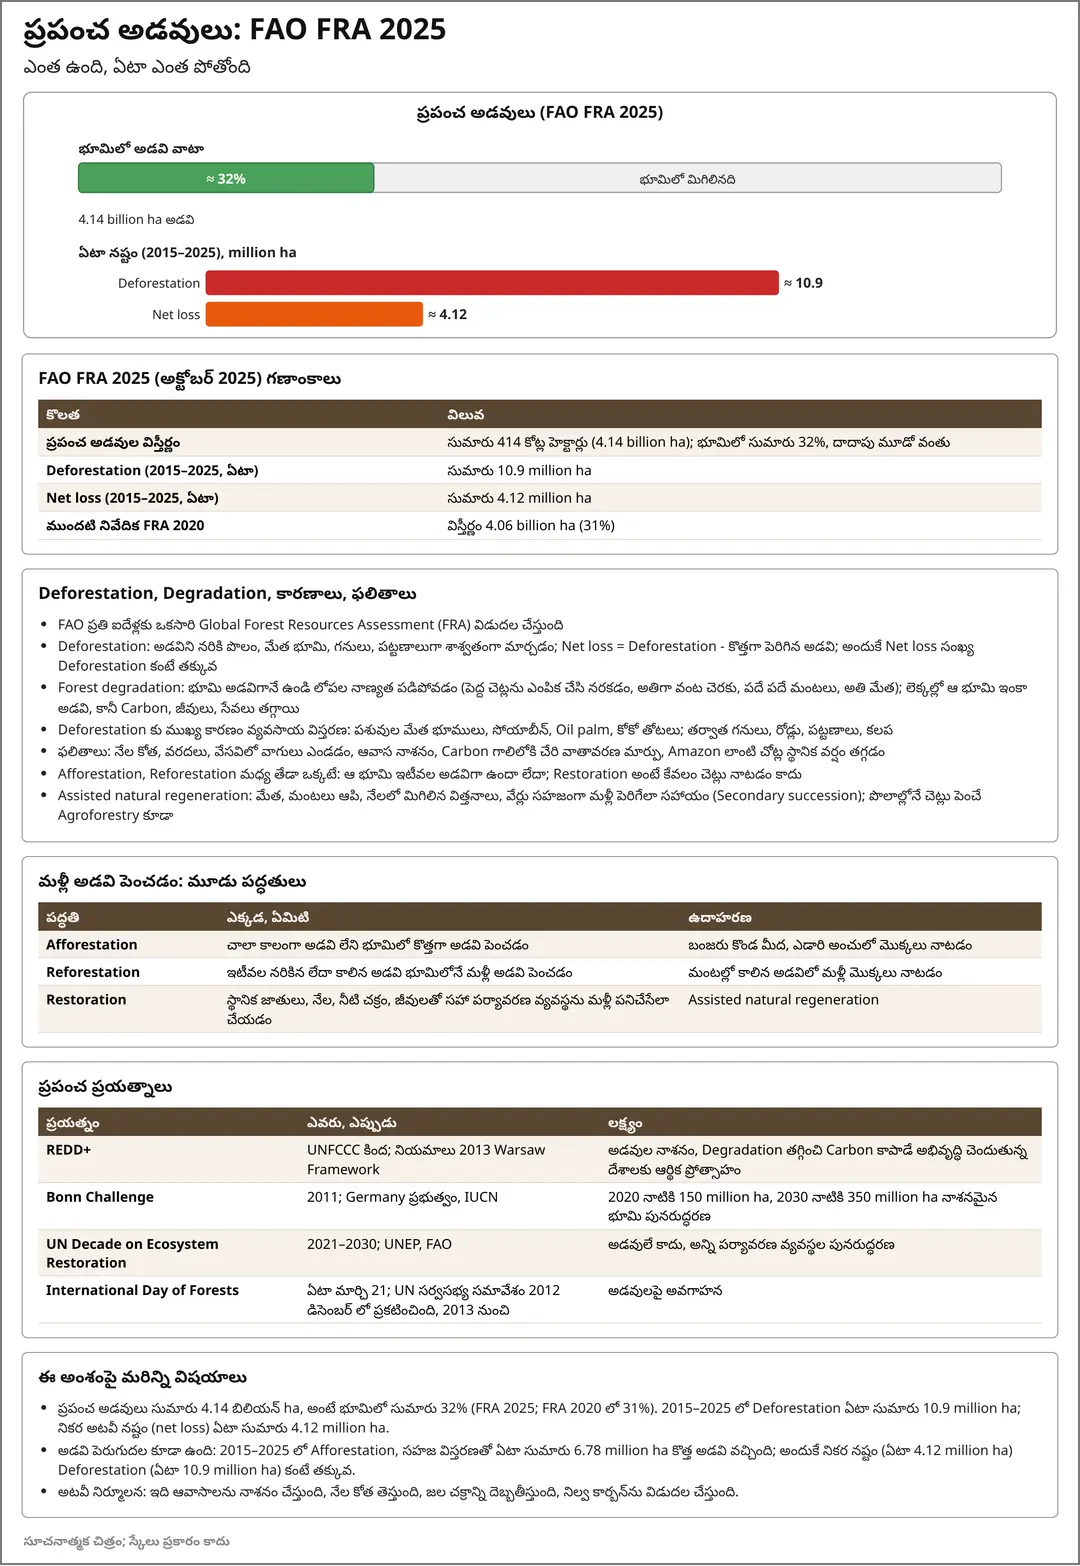 ప్రపంచ అడవులు: FAO FRA 2025
ఎంత ఉంది, ఏటా ఎంత పోతోంది
ప్రపంచ అడవులు (FAO FRA 2025)
భూమిలో అడవి వాటా
≈ 32%
భూమిలో మిగిలినది
4.14 billion ha అడవి
ఏటా నష్టం (2015–2025), million ha
Deforestation ≈ 10.9
Net loss ≈ 4.12
FAO FRA 2025 (అక్టోబర్ 2025) గణాంకాలు
కొలత విలువ
ప్రపంచ అడవుల విస్తీర్ణం సుమారు 414 కోట్ల హెక్టార్లు (4.14 billion ha); భూమిలో సుమారు 32%, దాదాపు మూడో వంతు
Deforestation (2015–2025, ఏటా) సుమారు 10.9 million ha
Net loss (2015–2025, ఏటా) సుమారు 4.12 million ha
ముందటి నివేదిక FRA 2020 విస్తీర్ణం 4.06 billion ha (31%)
Deforestation, Degradation, కారణాలు, ఫలితాలు
• FAO ప్రతి ఐదేళ్లకు ఒకసారి Global Forest Resources Assessment (FRA) విడుదల చేస్తుంది
• Deforestation: అడవిని నరికి పొలం, మేత భూమి, గనులు, పట్టణాలుగా శాశ్వతంగా మార్చడం; Net loss = Deforestation - కొత్తగా పెరిగిన అడవి; అందుకే Net loss సంఖ్య
Deforestation కంటే తక్కువ
• Forest degradation: భూమి అడవిగానే ఉండి లోపల నాణ్యత పడిపోవడం (పెద్ద చెట్లను ఎంపిక చేసి నరకడం, అతిగా వంట చెరకు, పదే పదే మంటలు, అతి మేత); లెక్కల్లో ఆ భూమి ఇంకా
అడవి, కానీ Carbon, జీవులు, సేవలు తగ్గాయి
• Deforestation కు ముఖ్య కారణం వ్యవసాయ విస్తరణ: పశువుల మేత భూములు, సోయాబీన్, Oil palm, కోకో తోటలు; తర్వాత గనులు, రోడ్లు, పట్టణాలు, కలప
• ఫలితాలు: నేల కోత, వరదలు, వేసవిలో వాగులు ఎండడం, ఆవాస నాశనం, Carbon గాలిలోకి చేరి వాతావరణ మార్పు, Amazon లాంటి చోట్ల స్థానిక వర్షం తగ్గడం
• Afforestation, Reforestation మధ్య తేడా ఒక్కటే: ఆ భూమి ఇటీవల అడవిగా ఉందా లేదా; Restoration అంటే కేవలం చెట్లు నాటడం కాదు
• Assisted natural regeneration: మేత, మంటలు ఆపి, నేలలో మిగిలిన విత్తనాలు, వేర్లు సహజంగా మళ్లీ పెరిగేలా సహాయం (Secondary succession); పొలాల్లోనే చెట్లు పెంచే
Agroforestry కూడా
మళ్లీ అడవి పెంచడం: మూడు పద్ధతులు
పద్ధతి ఎక్కడ, ఏమిటి ఉదాహరణ
Afforestation చాలా కాలంగా అడవి లేని భూమిలో కొత్తగా అడవి పెంచడం బంజరు కొండ మీద, ఎడారి అంచులో మొక్కలు నాటడం
Reforestation ఇటీవల నరికిన లేదా కాలిన అడవి భూమిలోనే మళ్లీ అడవి పెంచడం మంటల్లో కాలిన అడవిలో మళ్లీ మొక్కలు నాటడం
Restoration స్థానిక జాతులు, నేల, నీటి చక్రం, జీవులతో సహా పర్యావరణ వ్యవస్థను మళ్లీ పనిచేసేలా Assisted natural regeneration
చేయడం
ప్రపంచ ప్రయత్నాలు
ప్రయత్నం ఎవరు, ఎప్పుడు లక్ష్యం
REDD+ UNFCCC కింద; నియమాలు 2013 Warsaw అడవుల నాశనం, Degradation తగ్గించి Carbon కాపాడే అభివృద్ధి చెందుతున్న
Framework దేశాలకు ఆర్థిక ప్రోత్సాహం
Bonn Challenge 2011; Germany ప్రభుత్వం, IUCN 2020 నాటికి 150 million ha, 2030 నాటికి 350 million ha నాశనమైన
భూమి పునరుద్ధరణ
UN Decade on Ecosystem 2021–2030; UNEP, FAO అడవులే కాదు, అన్ని పర్యావరణ వ్యవస్థల పునరుద్ధరణ
Restoration
International Day of Forests ఏటా మార్చి 21; UN సర్వసభ్య సమావేశం 2012 అడవులపై అవగాహన
డిసెంబర్ లో ప్రకటించింది, 2013 నుంచి
ఈ అంశంపై మరిన్ని విషయాలు
• ప్రపంచ అడవులు సుమారు 4.14 బిలియన్ ha, అంటే భూమిలో సుమారు 32% (FRA 2025; FRA 2020 లో 31%). 2015–2025 లో Deforestation ఏటా సుమారు 10.9 million ha;
నికర అటవీ నష్టం (net loss) ఏటా సుమారు 4.12 million ha.
• అడవి పెరుగుదల కూడా ఉంది: 2015–2025 లో Afforestation, సహజ విస్తరణతో ఏటా సుమారు 6.78 million ha కొత్త అడవి వచ్చింది; అందుకే నికర నష్టం (ఏటా 4.12 million ha)
Deforestation (ఏటా 10.9 million ha) కంటే తక్కువ.
• అటవీ నిర్మూలన: ఇది ఆవాసాలను నాశనం చేస్తుంది, నేల కోత తెస్తుంది, జల చక్రాన్ని దెబ్బతీస్తుంది, నిల్వ కార్బన్‌ను విడుదల చేస్తుంది.
సూచనాత్మక చిత్రం; స్కేలు ప్రకారం కాదు